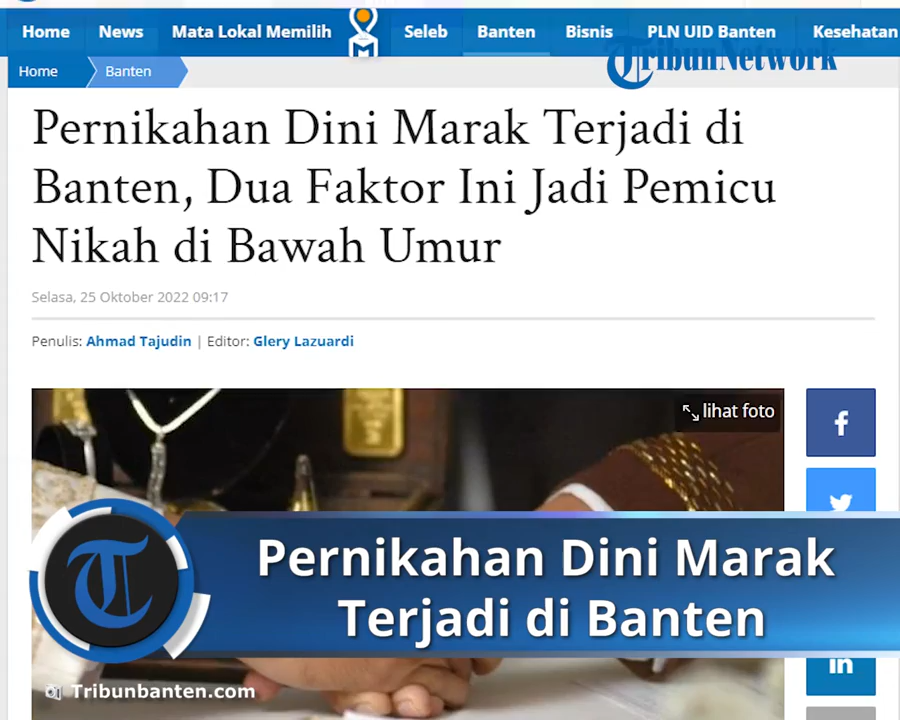 Home News Mata Lokal Memilih M Seleb Banten Bisnis PLN UID Banten Kesehatan
TribunNetwork
Home Banten
Pernikahan Dini Marak Terjadi di
Banten, Dua Faktor Ini Jadi Pemicu
Nikah di Bawah Umur
Selasa, 25 Oktober 2022 09:17
Penulis: Ahmad Tajudin | Editor: Glery Lazuardi
lihat foto
f
T
Pernikahan Dini Marak
Terjadi di Banten
in
Tribunbanten.com